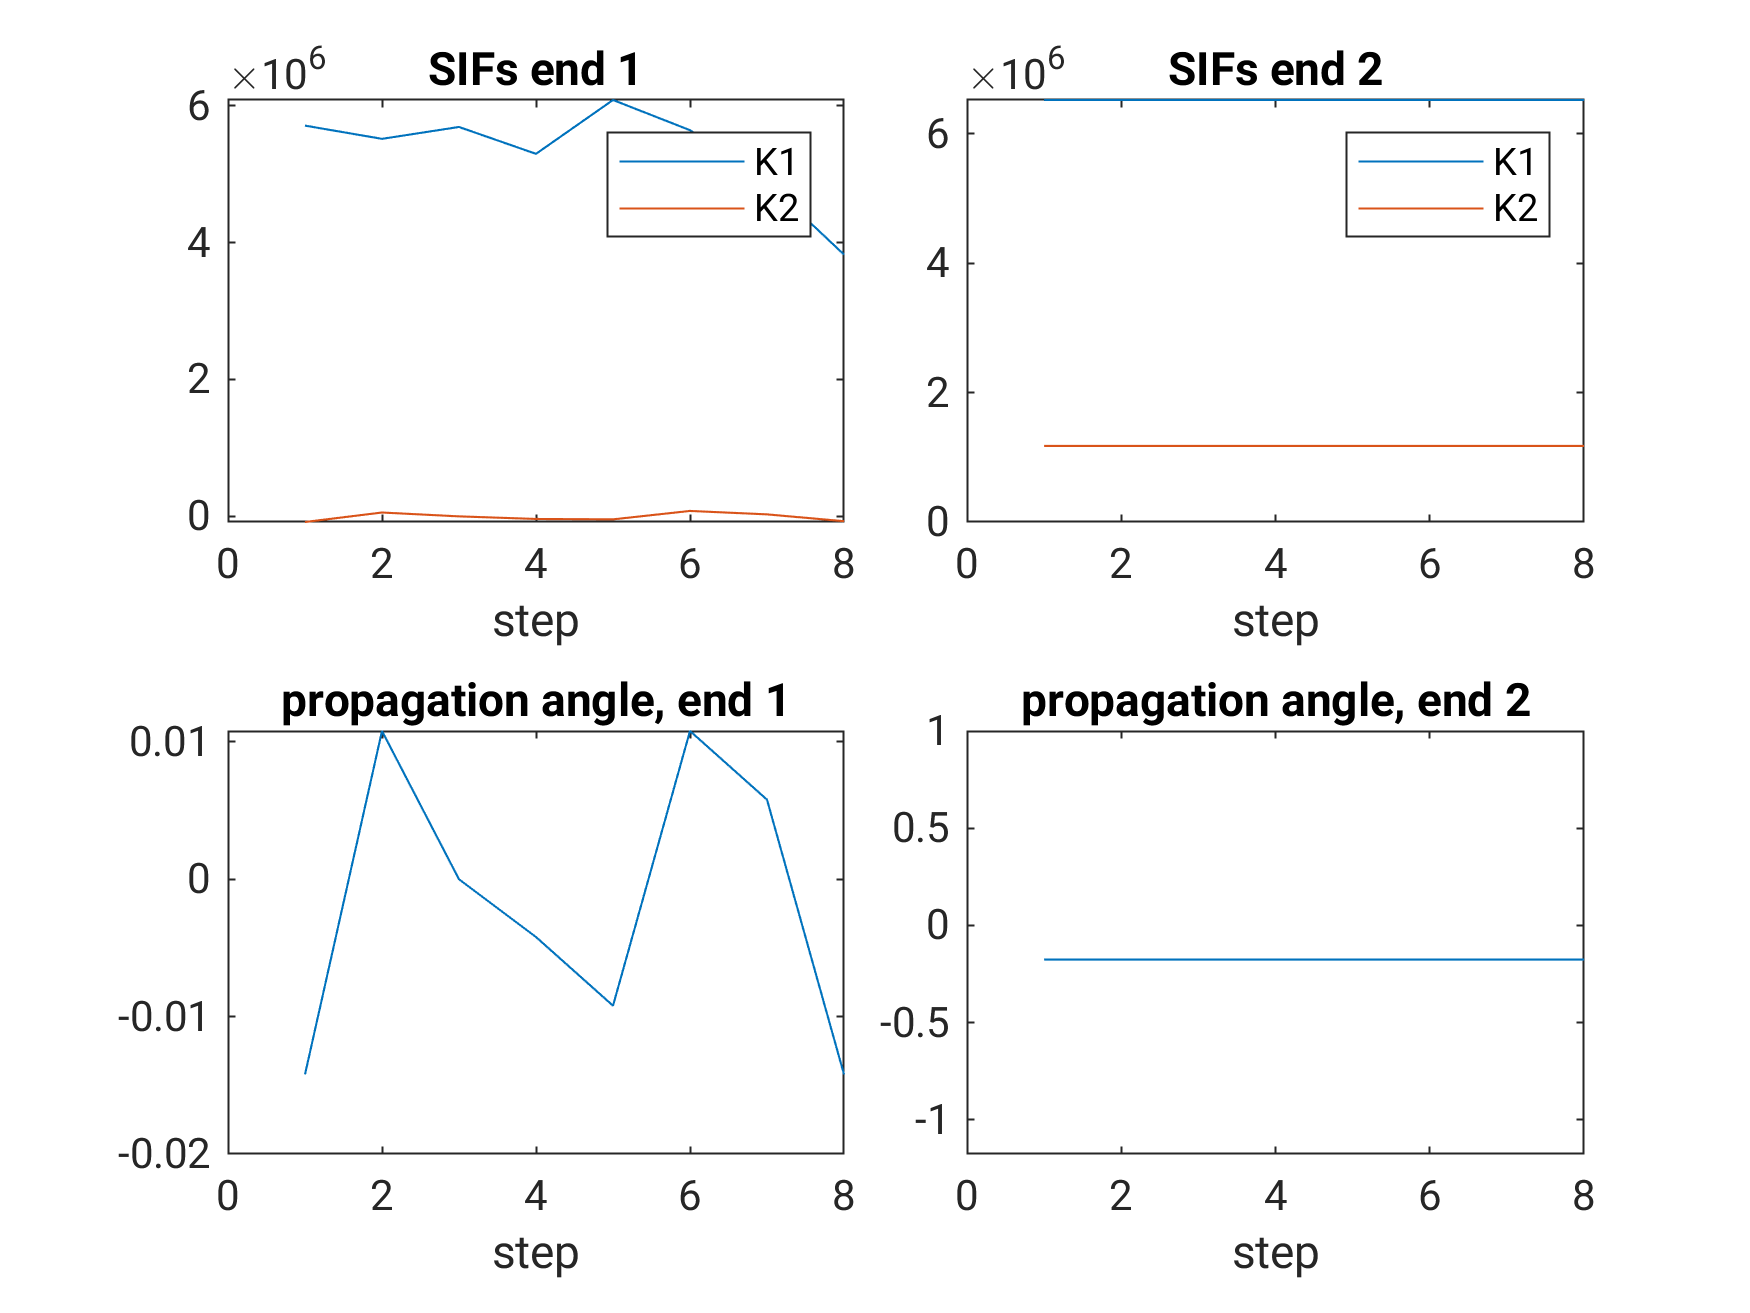 ×10^6 SIFs end 1
6
4
2
0
K1
K2
0 2 4 6 8
step
×10^6 SIFs end 2
6
4
2
0
K1
K2
0 2 4 6 8
step
propagation angle, end 1
0.01
0
-0.01
-0.02
0 2 4 6 8
step
propagation angle, end 2
1
0.5
0
-0.5
-1
0 2 4 6 8
step